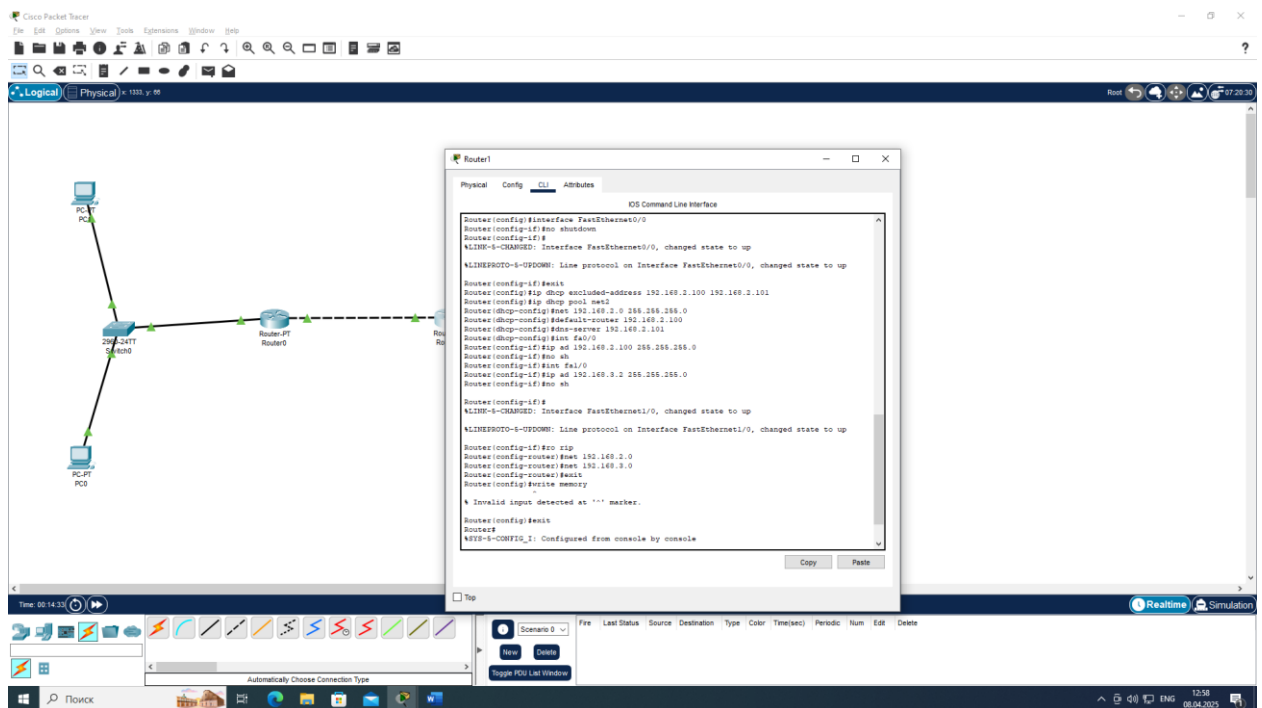 Cisco Packet Tracer
File Edit Options View Tools Extensions Window Help
?
Logical Physical x: 1333, y: 66 Root 07:20:30
Router1
Physical Config CLI Attributes
IOS Command Line Interface
Router(config)#interface FastEthernet0/0
Router(config-if)#no shutdown
Router(config-if)#
%LINK-5-CHANGED: Interface FastEthernet0/0, changed state to up
%LINEPROTO-5-UPDOWN: Line protocol on Interface FastEthernet0/0, changed state to up
Router(config-if)#exit
Router(config)#ip dhcp excluded-address 192.168.2.100 192.168.2.101
Router(config)#ip dhcp pool net2
Router(dhcp-config)#net 192.168.2.0 255.255.255.0
Router(dhcp-config)#default-router 192.168.2.100
Router(dhcp-config)#dns-server 192.168.2.101
Router(dhcp-config)#int fa0/0
Router(config-if)#ip ad 192.168.2.100 255.255.255.0
Router(config-if)#no sh
Router(config-if)#int fa1/0
Router(config-if)#ip ad 192.168.3.2 255.255.255.0
Router(config-if)#no sh
Router(config-if)#
%LINK-5-CHANGED: Interface FastEthernet1/0, changed state to up
%LINEPROTO-5-UPDOWN: Line protocol on Interface FastEthernet1/0, changed state to up
Router(config-if)#ro rip
Router(config-router)#net 192.168.2.0
Router(config-router)#net 192.168.3.0
Router(config-router)#exit
Router(config)#write memory
^
% Invalid input detected at '^' marker.
Router(config)#exit
Router#
%SYS-5-CONFIG_I: Configured from console by console
Copy Paste
Top
PC-PT
2960-24TT
Switch0
Router-PT
Router0
Rou
Ro
PC-PT
PC0
Time: 00:14:33 Realtime Simulation
Scenario 0
New Delete
Toggle PDU List Window
Fire Last Status Source Destination Type Color Time(sec) Periodic Num Edit Delete
Automatically Choose Connection Type
Поиск
ENG 12:58
08.04.2025